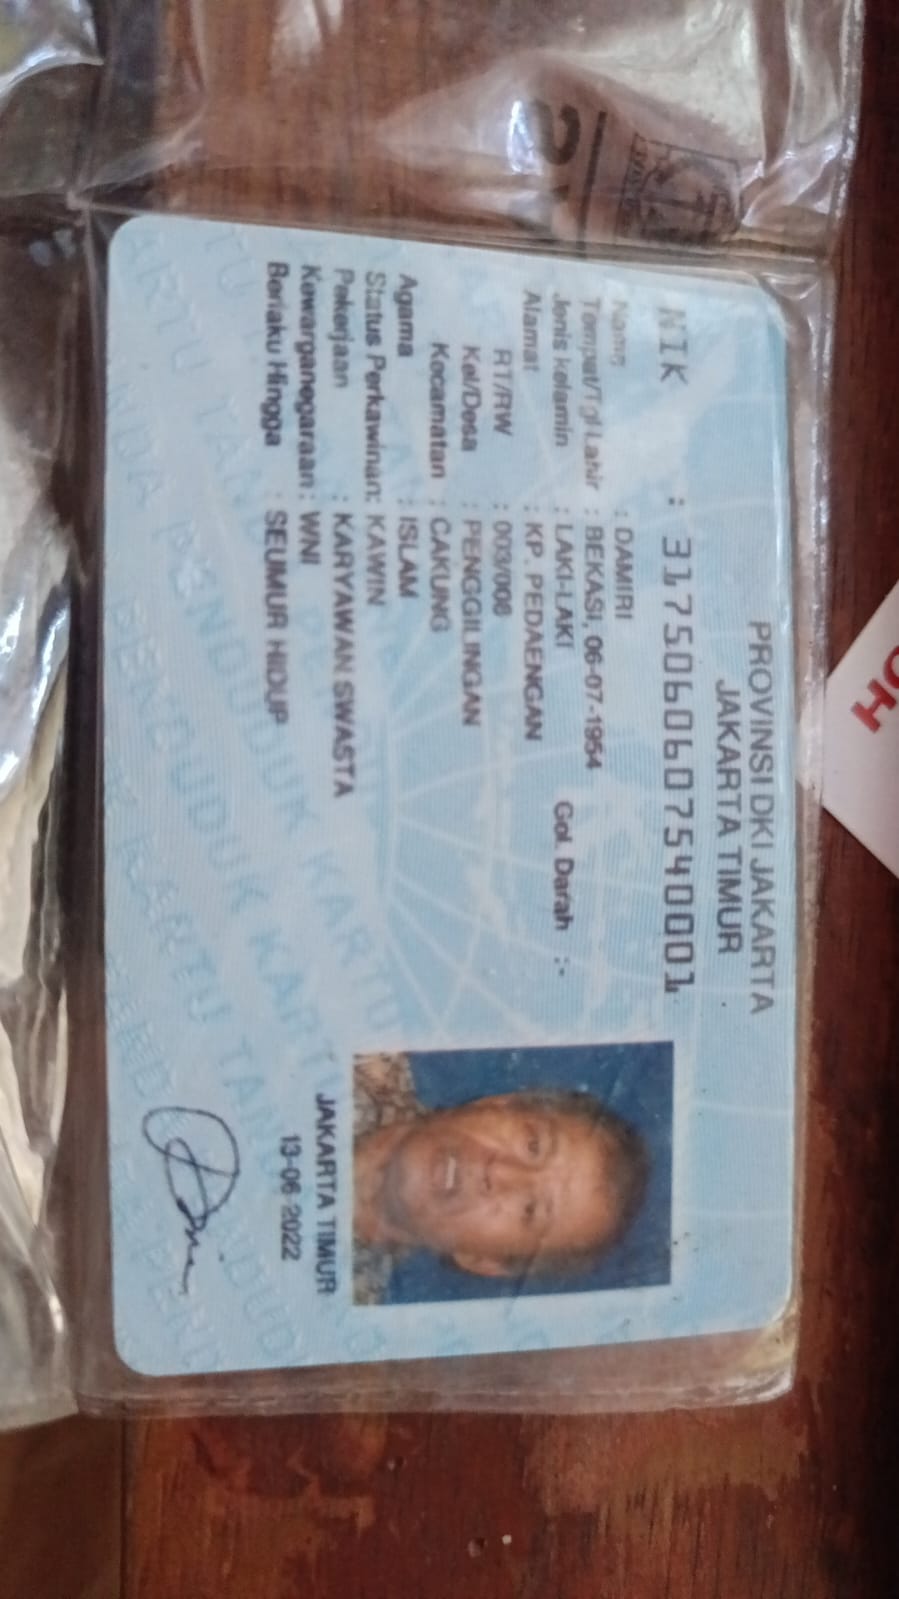 PROVINSI DKI JAKARTA
JAKARTA TIMUR
NIK : 3175060607540001
Nama : DAMIRI
Tempat/Tgl Lahir : BEKASI, 06-07-1954
Jenis kelamin : LAKI-LAKI Gol. Darah : -
Alamat : KP. PEDAENGAN
RT/RW : 003/008
Kel/Desa : PENGGILINGAN
Kecamatan : CAKUNG
Agama : ISLAM
Status Perkawinan: KAWIN
Pekerjaan : KARYAWAN SWASTA
Kewarganegaraan: WNI
Berlaku Hingga : SEUMUR HIDUP
JAKARTA TIMUR
13-06-2022